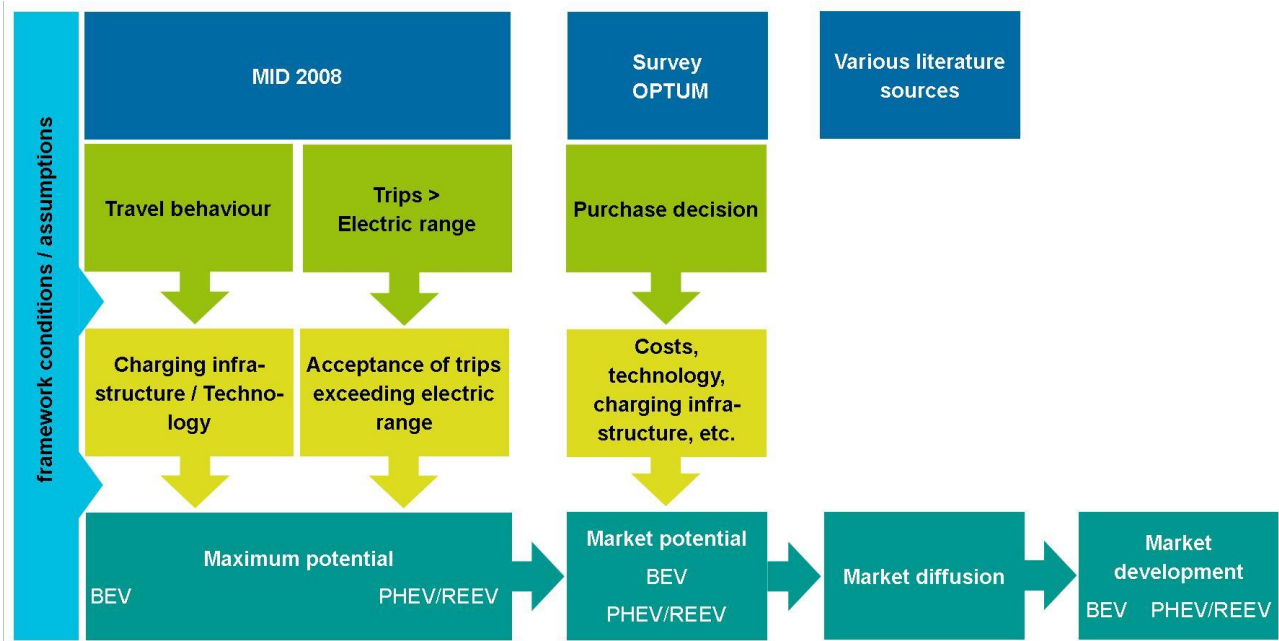 framework conditions / assumptions
MID 2008
Survey
OPTUM
Various literature
sources
Travel behaviour
Trips >
Electric range
Purchase decision
Charging infra-
structure / Techno-
logy
Acceptance of trips
exceeding electric
range
Costs,
technology,
charging infra-
structure, etc.
Maximum potential
BEV
PHEV/REEV
Market potential
BEV
PHEV/REEV
Market diffusion
Market
development
BEV PHEV/REEV